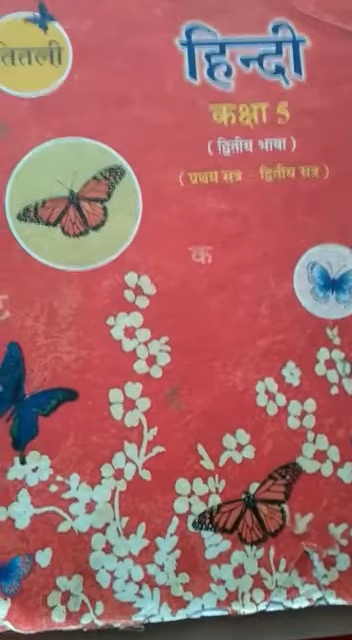 तितली
हिन्दी
कक्षा 5
( द्वितीय भाषा )
( प्रथम सत्र - द्वितीय सत्र )
क